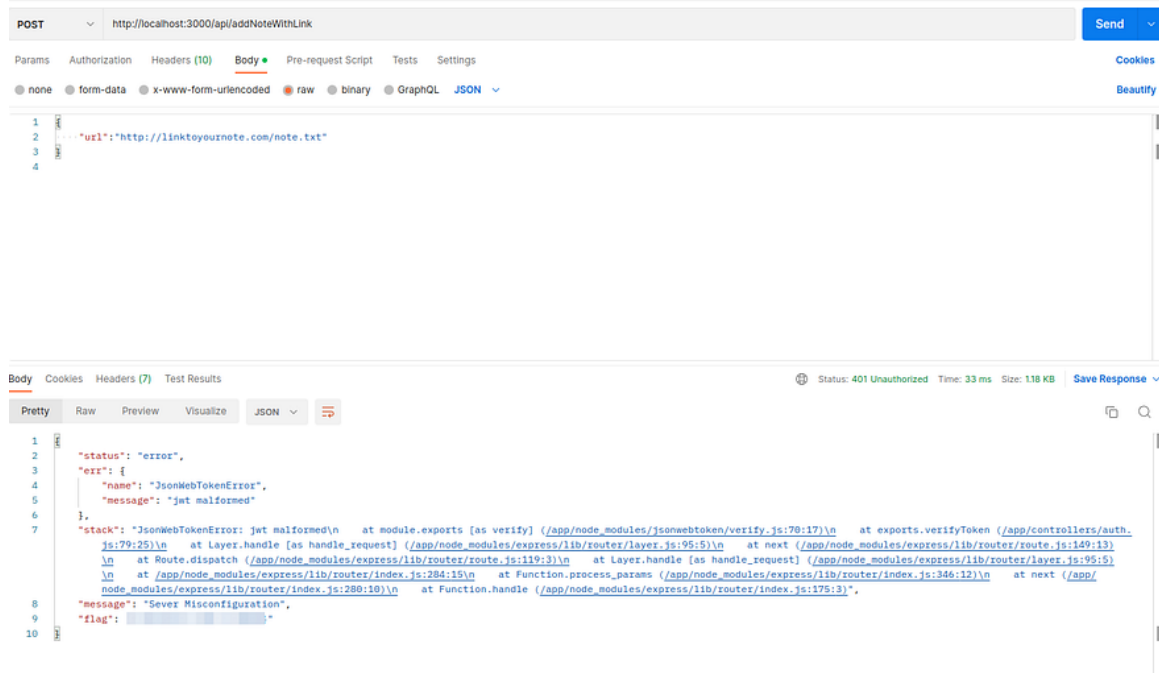 POST http://localhost:3000/api/addNoteWithLink Send
Params Authorization Headers (10) Body Pre-request Script Tests Settings Cookies
none form-data x-www-form-urlencoded raw binary GraphQL JSON Beautify
1 {
2 "url":"http://linktoyournote.com/note.txt"
3 }
4
Body Cookies Headers (7) Test Results Status: 401 Unauthorized Time: 33 ms Size: 1.18 KB Save Response
Pretty Raw Preview Visualize JSON
1 {
2 "status": "error",
3 "err": {
4 "name": "JsonWebTokenError",
5 "message": "jwt malformed"
6 },
7 "stack": "JsonWebTokenError: jwt malformed\n    at module.exports [as verify] (/app/node_modules/jsonwebtoken/verify.js:70:17)\n    at exports.verifyToken (/app/controllers/auth.
js:79:25)\n    at Layer.handle [as handle_request] (/app/node_modules/express/lib/router/layer.js:95:5)\n    at next (/app/node_modules/express/lib/router/route.js:149:13)
\n    at Route.dispatch (/app/node_modules/express/lib/router/route.js:119:3)\n    at Layer.handle [as handle_request] (/app/node_modules/express/lib/router/layer.js:95:5)
\n    at /app/node_modules/express/lib/router/index.js:284:15\n    at Function.process_params (/app/node_modules/express/lib/router/index.js:346:12)\n    at next (/app/
node_modules/express/lib/router/index.js:280:10)\n    at Function.handle (/app/node_modules/express/lib/router/index.js:175:3)",
8 "message": "Sever Misconfiguration",
9 "flag": "
10 }